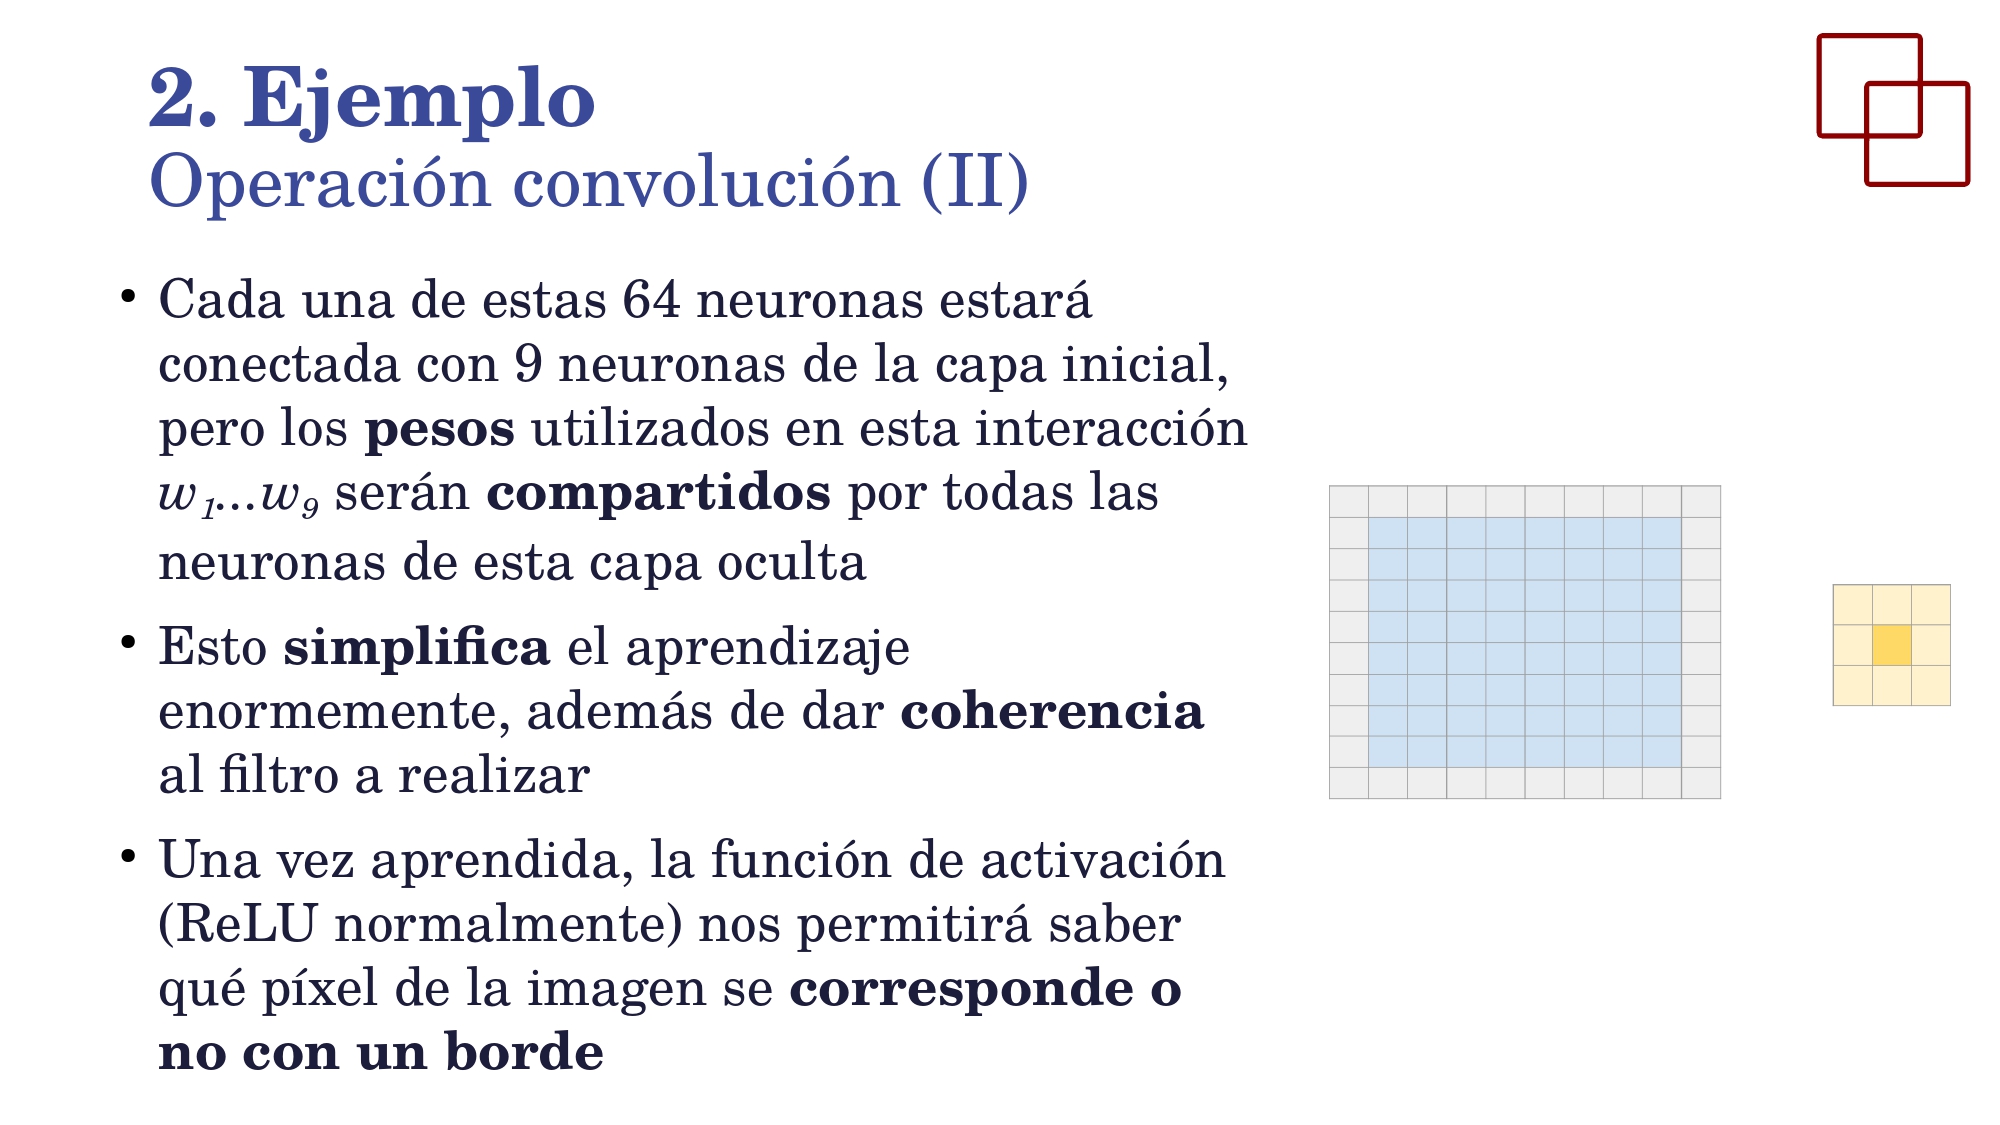 2. Ejemplo
Operación convolución (II)
• Cada una de estas 64 neuronas estará
conectada con 9 neuronas de la capa inicial,
pero los pesos utilizados en esta interacción
w1...w9 serán compartidos por todas las
neuronas de esta capa oculta
• Esto simplifica el aprendizaje
enormemente, además de dar coherencia
al filtro a realizar
• Una vez aprendida, la función de activación
(ReLU normalmente) nos permitirá saber
qué píxel de la imagen se corresponde o
no con un borde